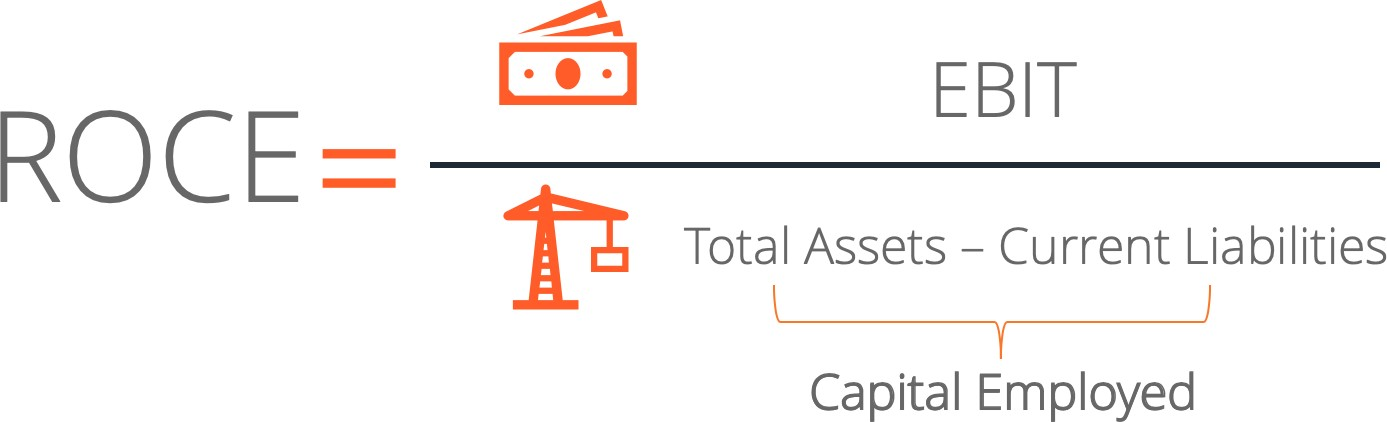 ROCE =
EBIT
Total Assets – Current Liabilities
Capital Employed